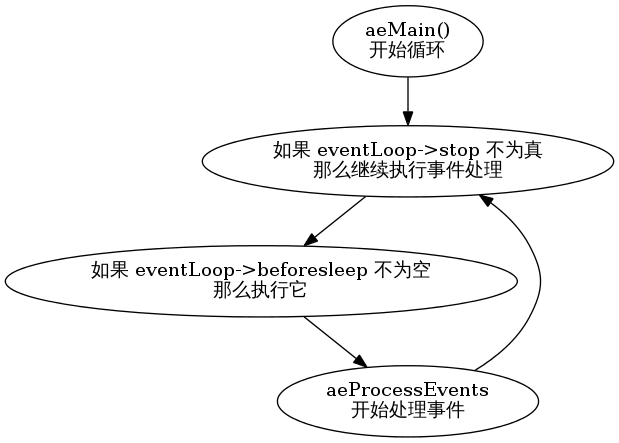 aeMain()
开始循环
如果 eventLoop->stop 不为真
那么继续执行事件处理
如果 eventLoop->beforesleep 不为空
那么执行它
aeProcessEvents
开始处理事件